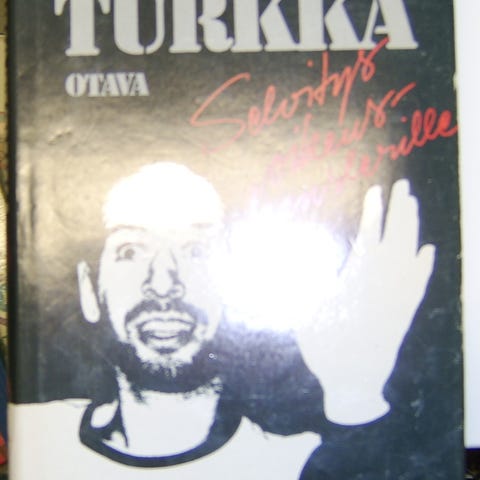 TURKKA
OTAVA
Selvitys
oikeus-